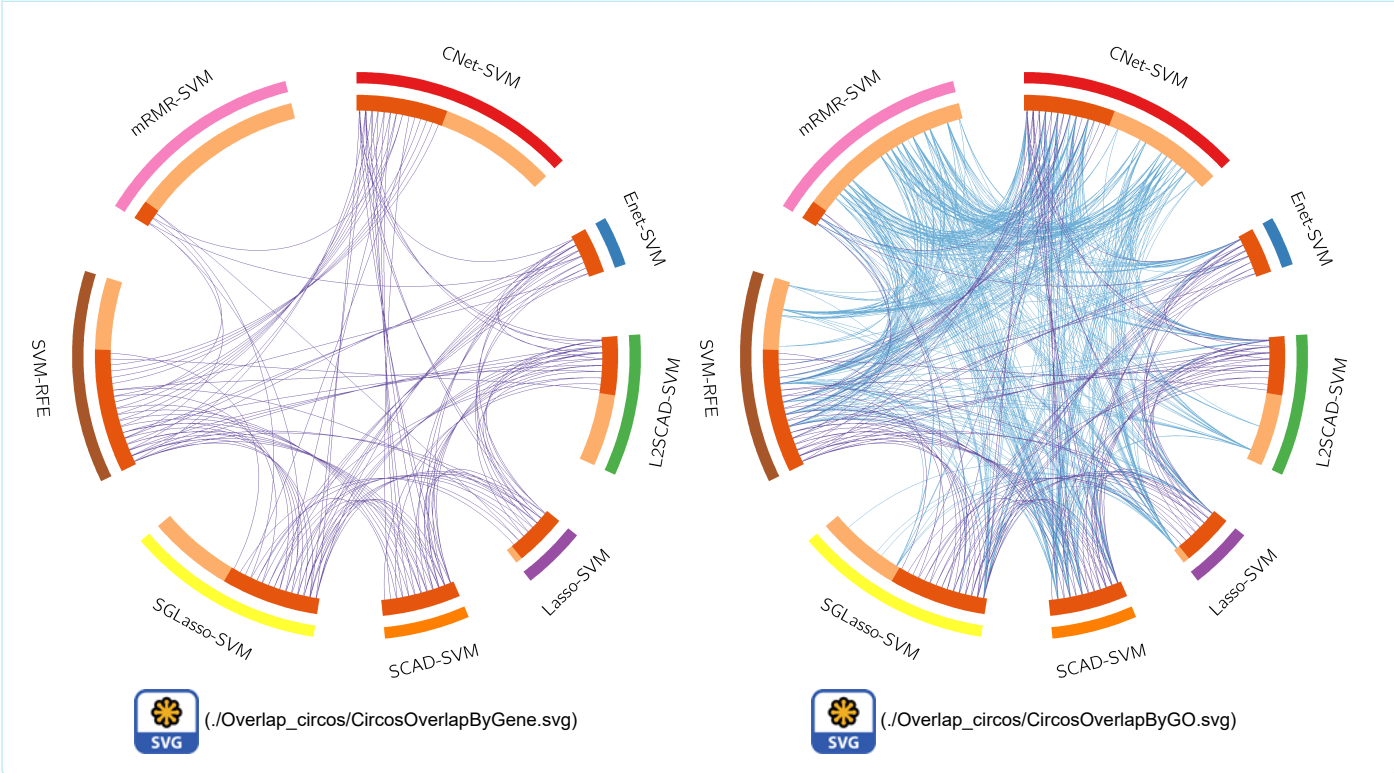 CNet-SVM
mRMR-SVM
Enet-SVM
SVM-RFE
L2SCAD-SVM
Lasso-SVM
SGLasso-SVM
SCAD-SVM
SVG (./Overlap_circos/CircosOverlapByGene.svg)
CNet-SVM
mRMR-SVM
Enet-SVM
SVM-RFE
L2SCAD-SVM
Lasso-SVM
SGLasso-SVM
SCAD-SVM
SVG (./Overlap_circos/CircosOverlapByGO.svg)